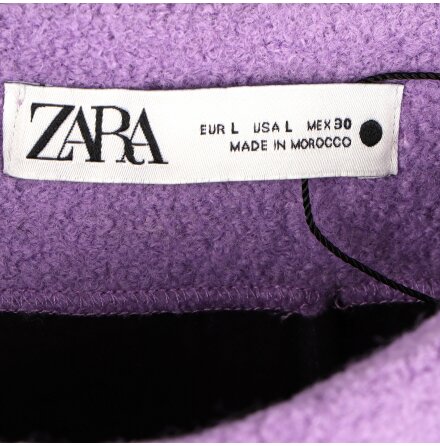 ZARA
EUR L USA L MEX 30
MADE IN MOROCCO